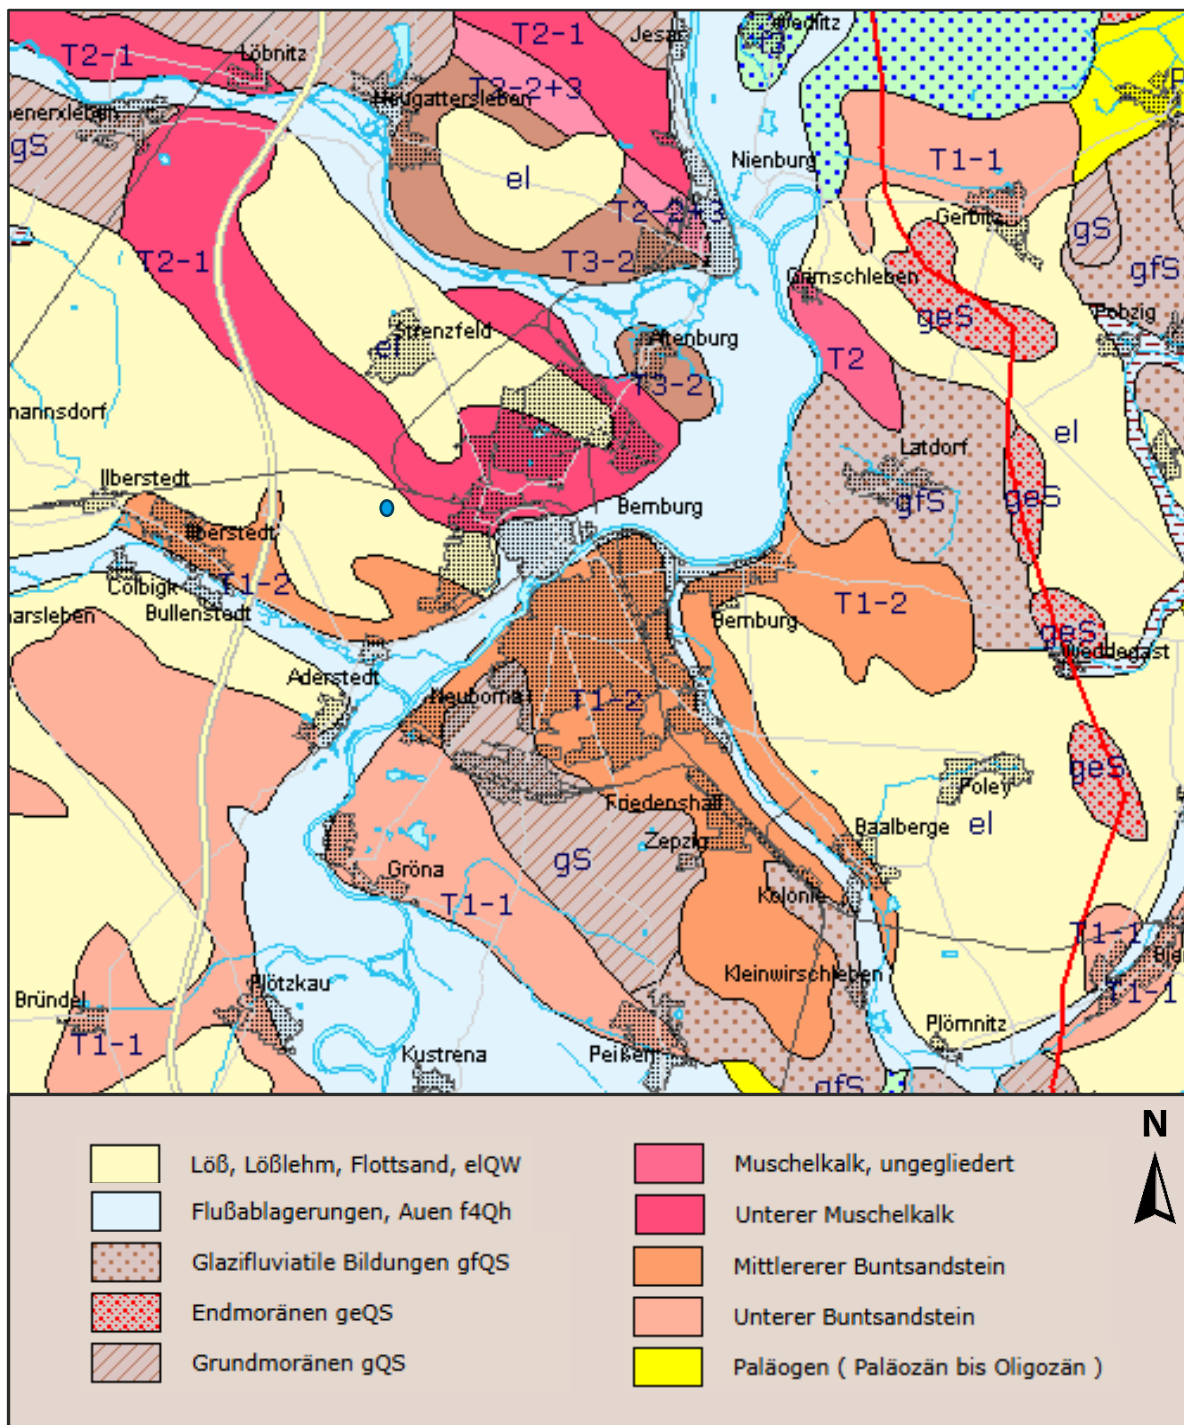 T2-1
Löbnitz
T2-1
Jesar
T3
T2-2+3
Neugattersleben
nenerxleben
gS
Nienburg
T1-1
el
T2-2+3
Gerbitz
gS
T2-1
T3-2
Grimschleben
gfS
geS
Pobzig
Strenzfeld
el
Altenburg
T2
T3-2
nannsdorf
el
Latdorf
Ilberstedt
geS
gfS
Bernburg
Ilberstedt
Cölbigk
T1-2
T1-2
Bullenstedt
narsleben
Bernburg
geS
Weddegast
Aderstedt
Neuborna
T1-2
geS
Poley
Friedenshall
el
Baalberge
Zepzig
gS
Gröna
Kolonie
T1-1
T1-1
Kleinwirschleben
Plötzkau
T1-1
Bründel
Plömnitz
T1-1
Kustrena
Peißen
gfS
N
Löß, Lößlehm, Flottsand, elQW
Flußablagerungen, Auen f4Qh
Glazifluviatile Bildungen gfQS
Endmoränen geQS
Grundmoränen gQS
Muschelkalk, ungegliedert
Unterer Muschelkalk
Mittlererer Buntsandstein
Unterer Buntsandstein
Paläogen ( Paläozän bis Oligozän )